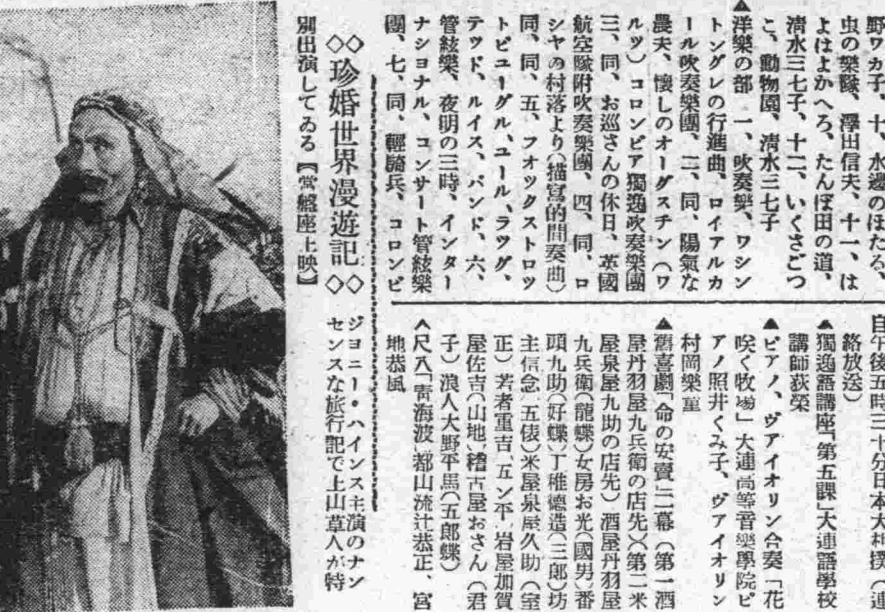 野ワカ子、十、水邊のほたる、
虫の樂隊、澤田信夫、十一、は
よはよかへろ、たんぼ田の道、
清水三七子、十二、いくさごつ
こ、動物園、清水三七子
▲洋樂の部 一、吹奏樂、ワシン
トングレの行進曲、ロイアルカ
ール吹奏樂團、二、同、陽氣な
農夫、懷しのオーグスチン（ワ
ルツ）コロンビア獨逸吹奏樂團
三、同、お巡さんの休日、英國
航空隊附吹奏樂團、四、同、ロ
シヤの村落より（描寫的間奏曲）
同、同、五、フオツクストロツ
トピユーグル、ユール、ラツグ、
テツド、ルイス、バンド、六、
管絃樂、夜明の三時、インター
ナショナル、コンサート管絃樂
團、七、同、輕騎兵、コロンビ
自午後五時三十分日本大相撲（連
絡放送）
▲獨逸語講座「第五課」大連語學校
講師荻榮
▲ピアノ、ヴアイオリン合奏「花
咲く牧場」大連高等音樂學院ピ
アノ照井くみ子、ヴアイオリン
村岡樂童
▲舊喜劇「命の安賣」二幕（第一酒
屋丹羽屋九兵衞の店先）（第二米
屋泉屋九助の店先）酒屋丹羽屋
九兵衞（龍蝶）女房お光（國男）番
頭九助（好蝶）丁稚德造（三郎）坊
主信念（五俵）米屋泉屋久助（室
正）若者重吉（五ン平）岩屋加賀
屋佐吉（山地）稽古屋おさん（君
子）浪人大野平馬（五郎蝶）
▲尺八「靑海波」都山流辻恭正、宮
地恭風
◇◇珍婚世界漫遊記◇◇
ジヨニー・ハインス主演のナン
センスな旅行記で上山草人が特
別出演してゐる【常盤座上映】